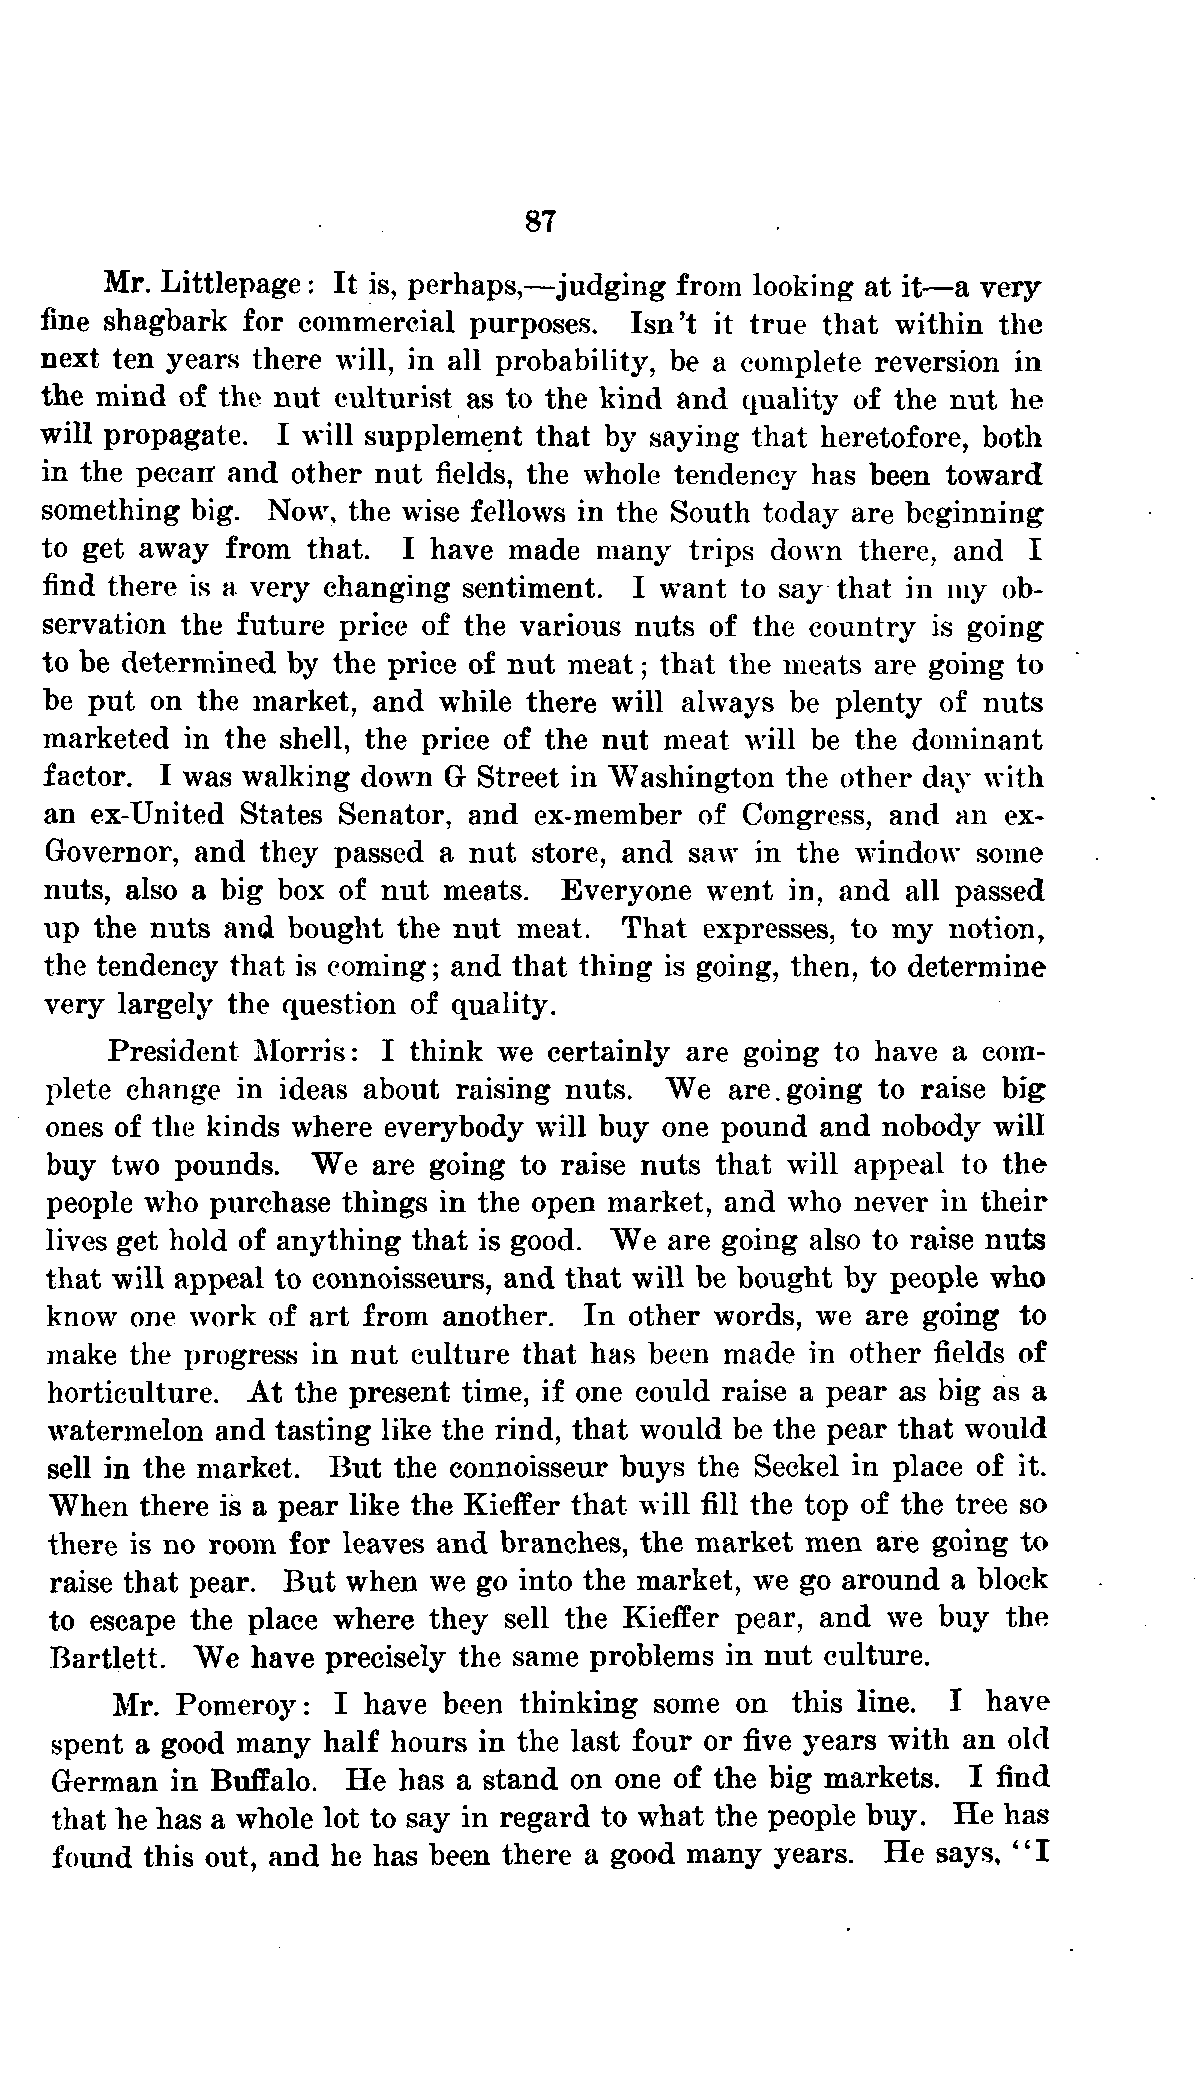 87
Mr. Littlepage: It is, perhaps,—judging from looking at it—a very
fine shagbark for commercial purposes. Isn't it true that within the
next ten years there will, in all probability, be a complete reversion in
the mind of the nut culturist as to the kind and quality of the nut he
will propagate. I will supplement that by saying that heretofore, both
in the pecan and other nut fields, the whole tendency has been toward
something big. Now, the wise fellows in the South today are beginning
to get away from that. I have made many trips down there, and I
find there is a very changing sentiment. I want to say that in my ob-
servation the future price of the various nuts of the country is going
to be determined by the price of nut meat; that the meats are going to
be put on the market, and while there will always be plenty of nuts
marketed in the shell, the price of the nut meat will be the dominant
factor. I was walking down G Street in Washington the other day with
an ex-United States Senator, and ex-member of Congress, and an ex-
Governor, and they passed a nut store, and saw in the window some
nuts, also a big box of nut meats. Everyone went in, and all passed
up the nuts and bought the nut meat. That expresses, to my notion,
the tendency that is coming; and that thing is going, then, to determine
very largely the question of quality.
President Morris: I think we certainly are going to have a com-
plete change in ideas about raising nuts. We are going to raise big
ones of the kinds where everybody will buy one pound and nobody will
buy two pounds. We are going to raise nuts that will appeal to the
people who purchase things in the open market, and who never in their
lives get hold of anything that is good. We are going also to raise nuts
that will appeal to connoisseurs, and that will be bought by people who
know one work of art from another. In other words, we are going to
make the progress in nut culture that has been made in other fields of
horticulture. At the present time, if one could raise a pear as big as a
watermelon and tasting like the rind, that would be the pear that would
sell in the market. But the connoisseur buys the Seckel in place of it.
When there is a pear like the Kieffer that will fill the top of the tree so
there is no room for leaves and branches, the market men are going to
raise that pear. But when we go into the market, we go around a block
to escape the place where they sell the Kieffer pear, and we buy the
Bartlett. We have precisely the same problems in nut culture.
Mr. Pomeroy: I have been thinking some on this line. I have
spent a good many half hours in the last four or five years with an old
German in Buffalo. He has a stand on one of the big markets. I find
that he has a whole lot to say in regard to what the people buy. He has
found this out, and he has been there a good many years. He says, "I